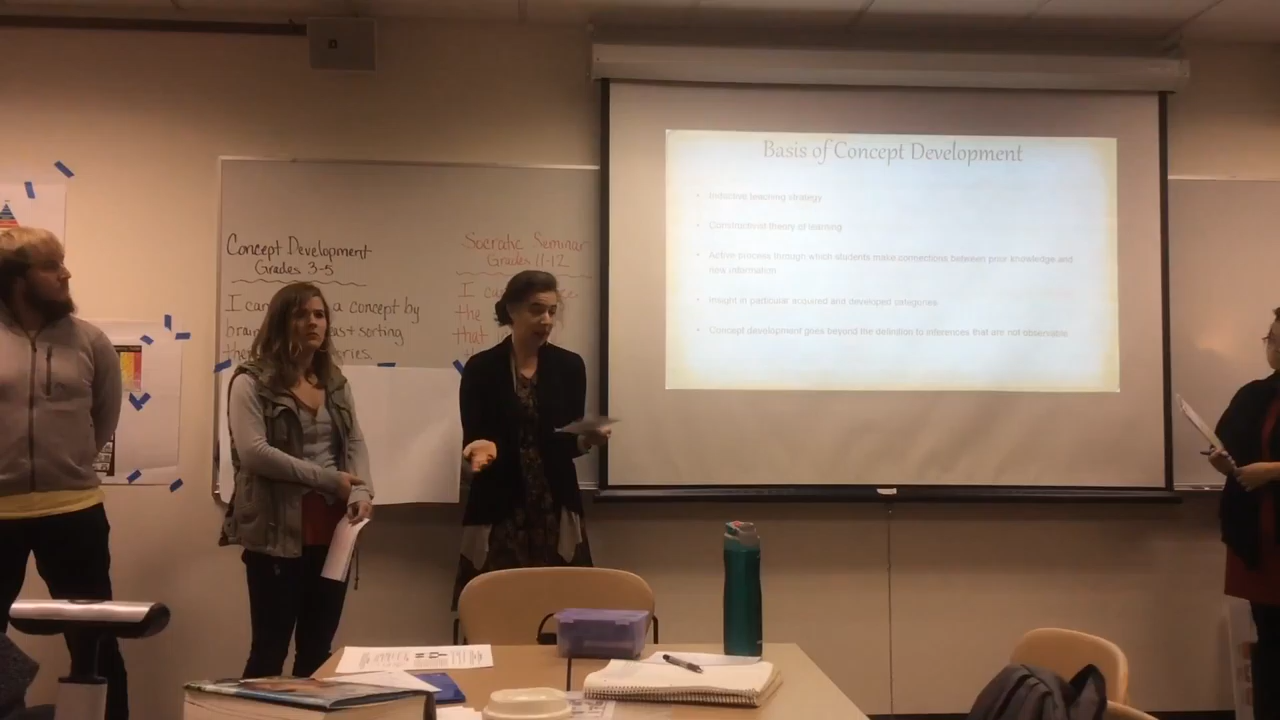 Concept Development
Grades 3-5
I can a concept by
sorting
Socratic Seminar
Grades 11-12
I
the
that
Basis of Concept Development
• Inductive teaching strategy
• Constructivist theory of learning
• Active process through which students make connections between prior knowledge and
new information
• Insight in particular acquired and developed categories
• Concept development goes beyond the definition to inferences that are not observable